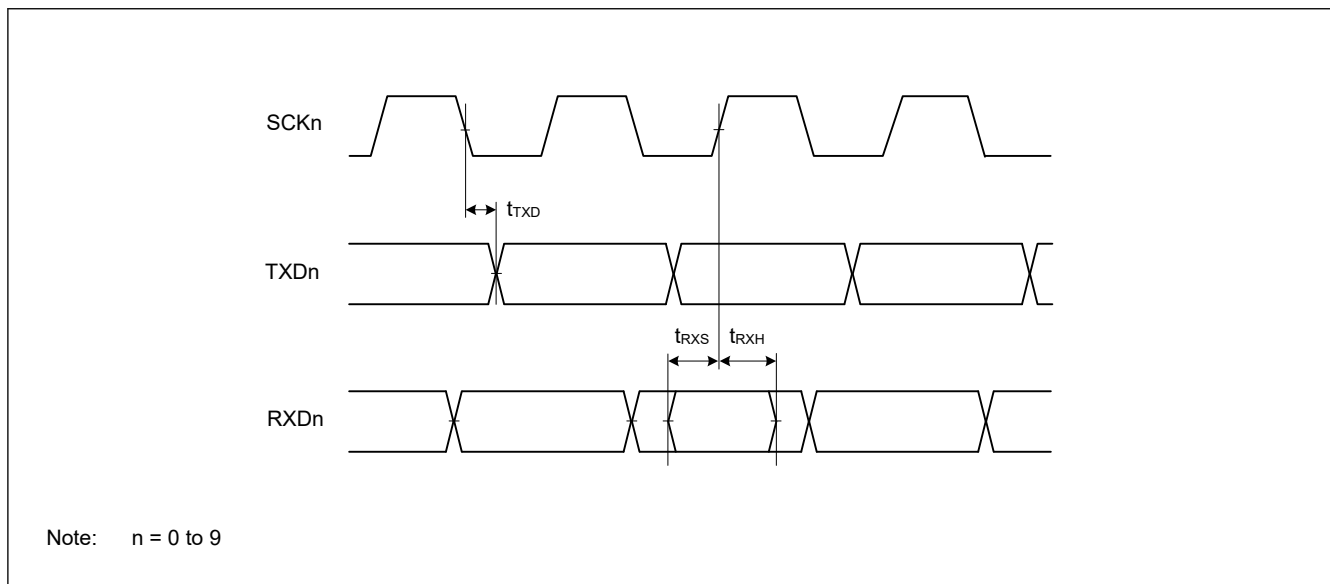 SCKn
tTXD
TXDn
tRXS tRXH
RXDn
Note: n = 0 to 9